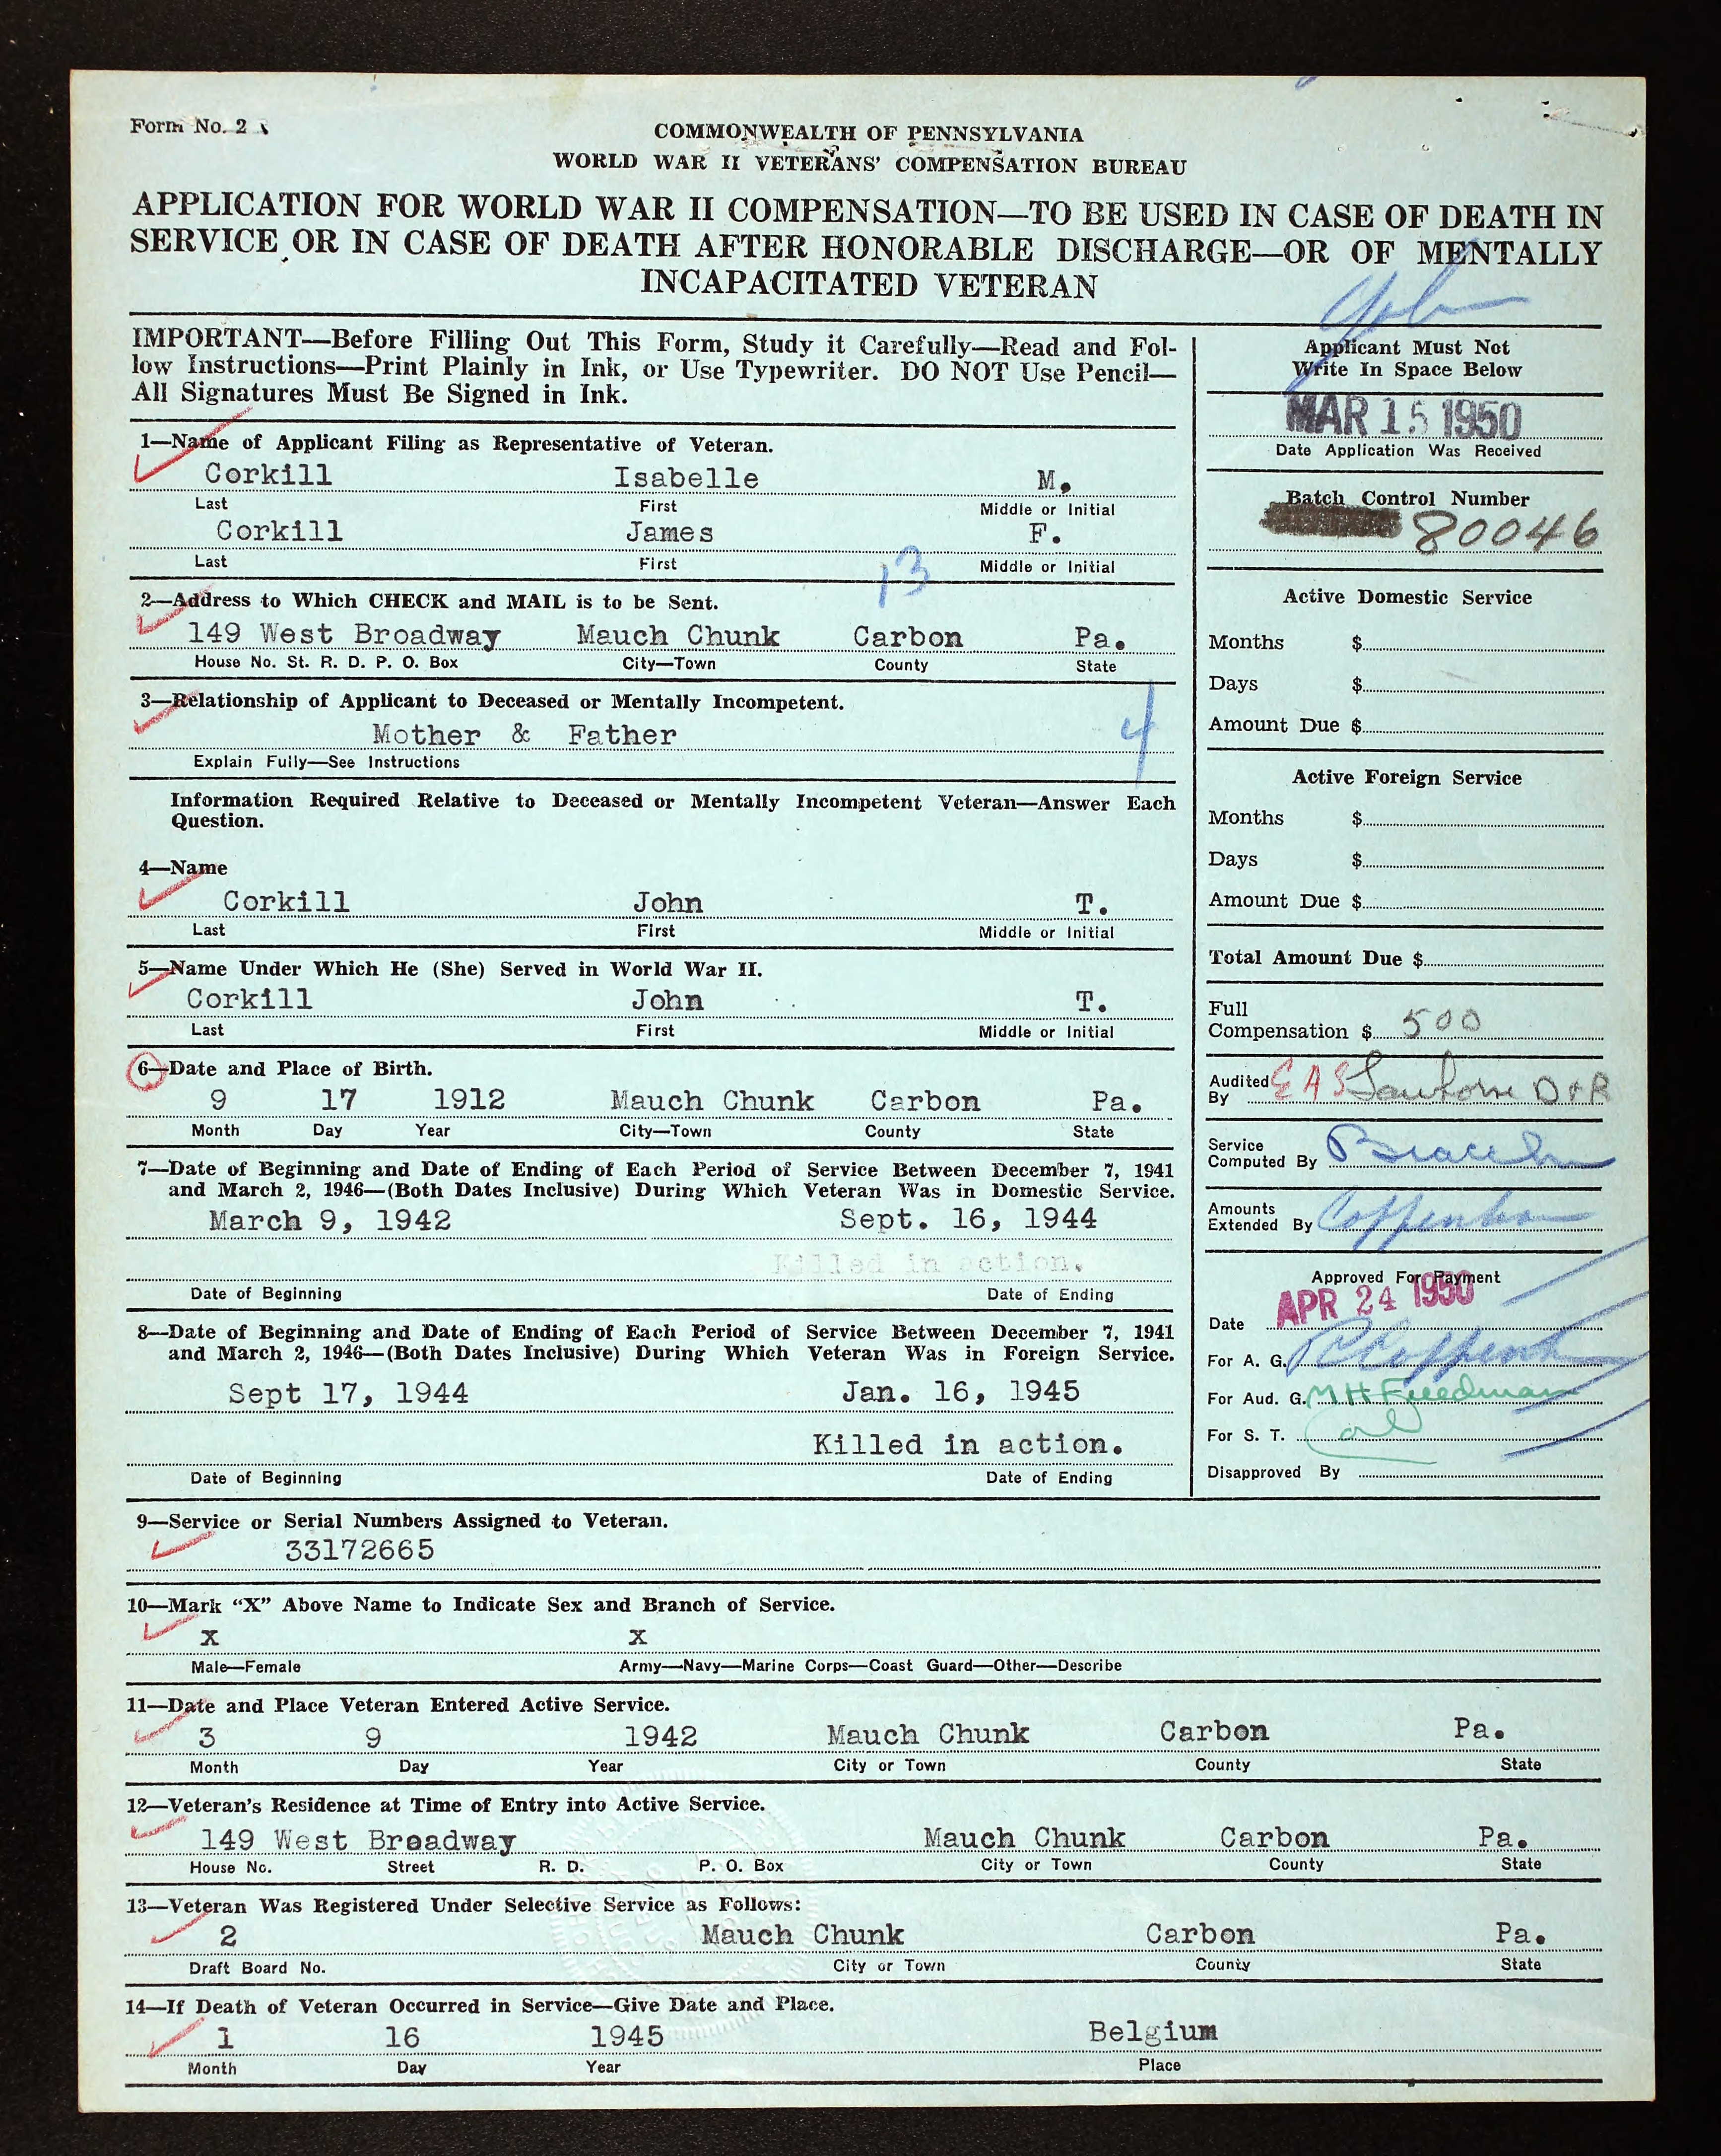 Form No. 2
COMMONWEALTH OF PENNSYLVANIA
WORLD WAR II VETERANS' COMPENSATION BUREAU
APPLICATION FOR WORLD WAR II COMPENSATION—TO BE USED IN CASE OF DEATH IN
SERVICE OR IN CASE OF DEATH AFTER HONORABLE DISCHARGE—OR OF MENTALLY
INCAPACITATED VETERAN
IMPORTANT—Before Filling Out This Form, Study it Carefully—Read and Fol-
low Instructions—Print Plainly in Ink, or Use Typewriter. DO NOT Use Pencil—
All Signatures Must Be Signed in Ink.
1—Name of Applicant Filing as Representative of Veteran.
Corkill Isabelle M.
Last First Middle or Initial
Corkill James F.
Last First Middle or Initial
13
2—Address to Which CHECK and MAIL is to be Sent.
149 West Broadway Mauch Chunk Carbon Pa.
House No. St. R. D. P. O. Box City—Town County State
3—Relationship of Applicant to Deceased or Mentally Incompetent.
Mother & Father 4
Explain Fully—See Instructions
Information Required Relative to Deceased or Mentally Incompetent Veteran—Answer Each
Question.
4—Name
Corkill John T.
Last First Middle or Initial
5—Name Under Which He (She) Served in World War II.
Corkill John T.
Last First Middle or Initial
6—Date and Place of Birth.
9 17 1912 Mauch Chunk Carbon Pa.
Month Day Year City—Town County State
7—Date of Beginning and Date of Ending of Each Period of Service Between December 7, 1941
and March 2, 1946—(Both Dates Inclusive) During Which Veteran Was in Domestic Service.
March 9, 1942 Sept. 16, 1944
Killed in action.
Date of Beginning Date of Ending
8—Date of Beginning and Date of Ending of Each Period of Service Between December 7, 1941
and March 2, 1946—(Both Dates Inclusive) During Which Veteran Was in Foreign Service.
Sept 17, 1944 Jan. 16, 1945
Killed in action.
Date of Beginning Date of Ending
Applicant Must Not
Write In Space Below
MAR 15 1950
Date Application Was Received
Batch Control Number
80046
Active Domestic Service
Months $
Days $
Amount Due $
Active Foreign Service
Months $
Days $
Amount Due $
Total Amount Due $
Full
Compensation $ 500
Audited
By E A S D & R
Service
Computed By
Amounts
Extended By
Approved For Payment
Date APR 24 1950
For A. G.
For Aud. G. M H Freedman
For S. T.
Disapproved By
9—Service or Serial Numbers Assigned to Veteran.
33172665
10—Mark "X" Above Name to Indicate Sex and Branch of Service.
X X
Male—Female Army—Navy—Marine Corps—Coast Guard—Other—Describe
11—Date and Place Veteran Entered Active Service.
3 9 1942 Mauch Chunk Carbon Pa.
Month Day Year City or Town County State
12—Veteran's Residence at Time of Entry into Active Service.
149 West Broadway Mauch Chunk Carbon Pa.
House No. Street R. D. P. O. Box City or Town County State
13—Veteran Was Registered Under Selective Service as Follows:
2 Mauch Chunk Carbon Pa.
Draft Board No. City or Town County State
14—If Death of Veteran Occurred in Service—Give Date and Place.
1 16 1945 Belgium
Month Day Year Place